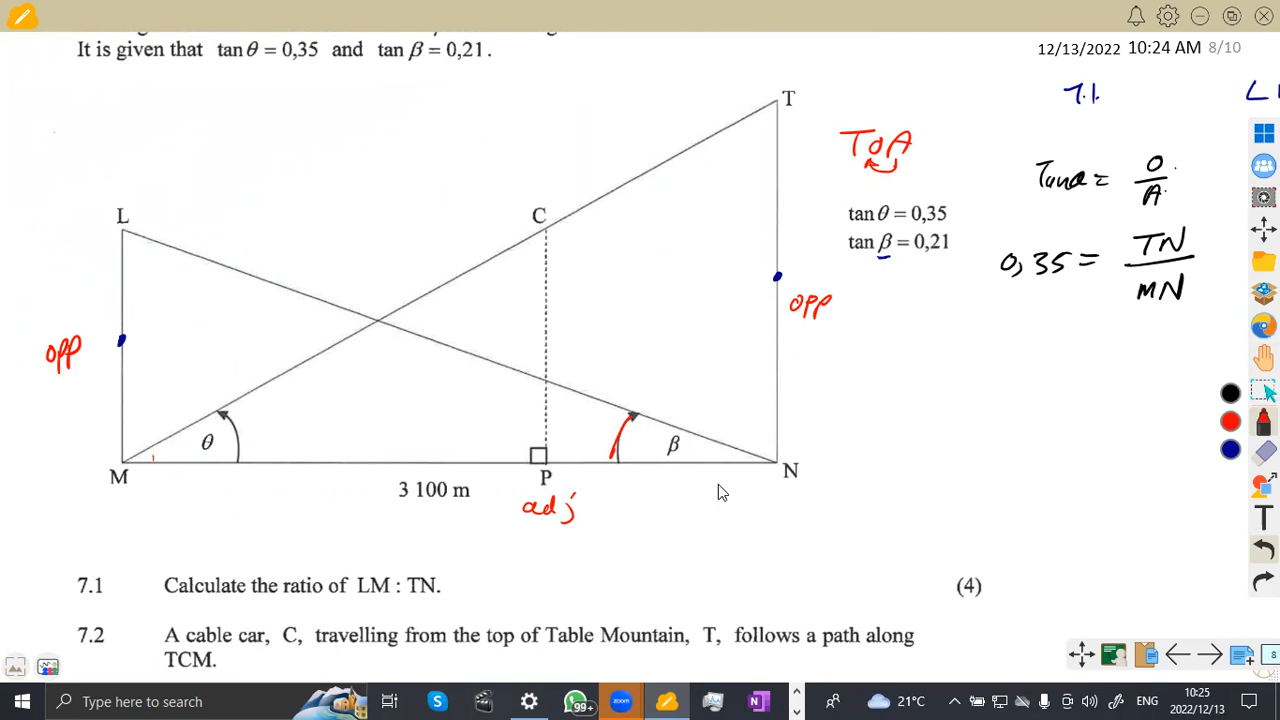 It is given that tan θ = 0,35 and tan β = 0,21.
12/13/2022 10:24 AM 8/10
7.1.
L
T
TOA
Tanθ = O/A
tan θ = 0,35
tan β = 0,21
0,35 = TN/MN
L
C
opp
opp
θ
β
M
P
N
3 100 m
adj
7.1 Calculate the ratio of LM : TN. (4)
7.2 A cable car, C, travelling from the top of Table Mountain, T, follows a path along
TCM.
T
8
Type here to search
zoom
99+
21°C
ENG
10:25
2022/12/13